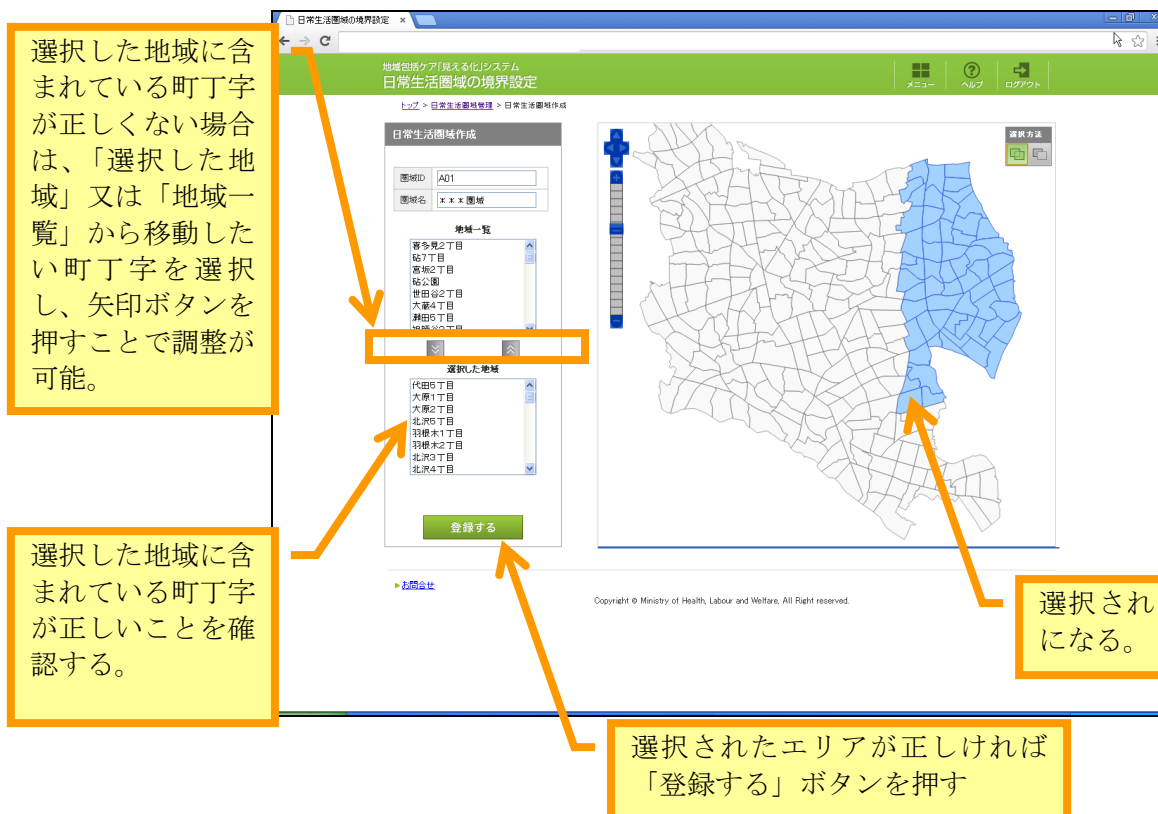 日常生活圏域の境界設定
選択した地域に含
まれている町丁字
が正しくない場合
は、「選択した地
域」又は「地域一
覧」から移動した
い町丁字を選択
し、矢印ボタンを
押すことで調整が
可能。
地域包括ケア「見える化」システム
日常生活圏域の境界設定
メニュー
ヘルプ
ログアウト
トップ > 日常生活圏域管理 > 日常生活圏域作成
日常生活圏域作成
選択方法
圏域ID A01
圏域名 ***圏域
地域一覧
喜多見2丁目
砧7丁目
宮坂2丁目
砧公園
世田谷2丁目
大蔵4丁目
瀬田5丁目
選択した地域
代田6丁目
大原1丁目
大原2丁目
北沢5丁目
羽根木1丁目
羽根木2丁目
北沢3丁目
北沢4丁目
登録する
選択した地域に含
まれている町丁字
が正しいことを確
認する。
お問合せ
Copyright © Ministry of Health, Labour and Welfare, All Right reserved.
選択され
になる。
選択されたエリアが正しければ
「登録する」ボタンを押す